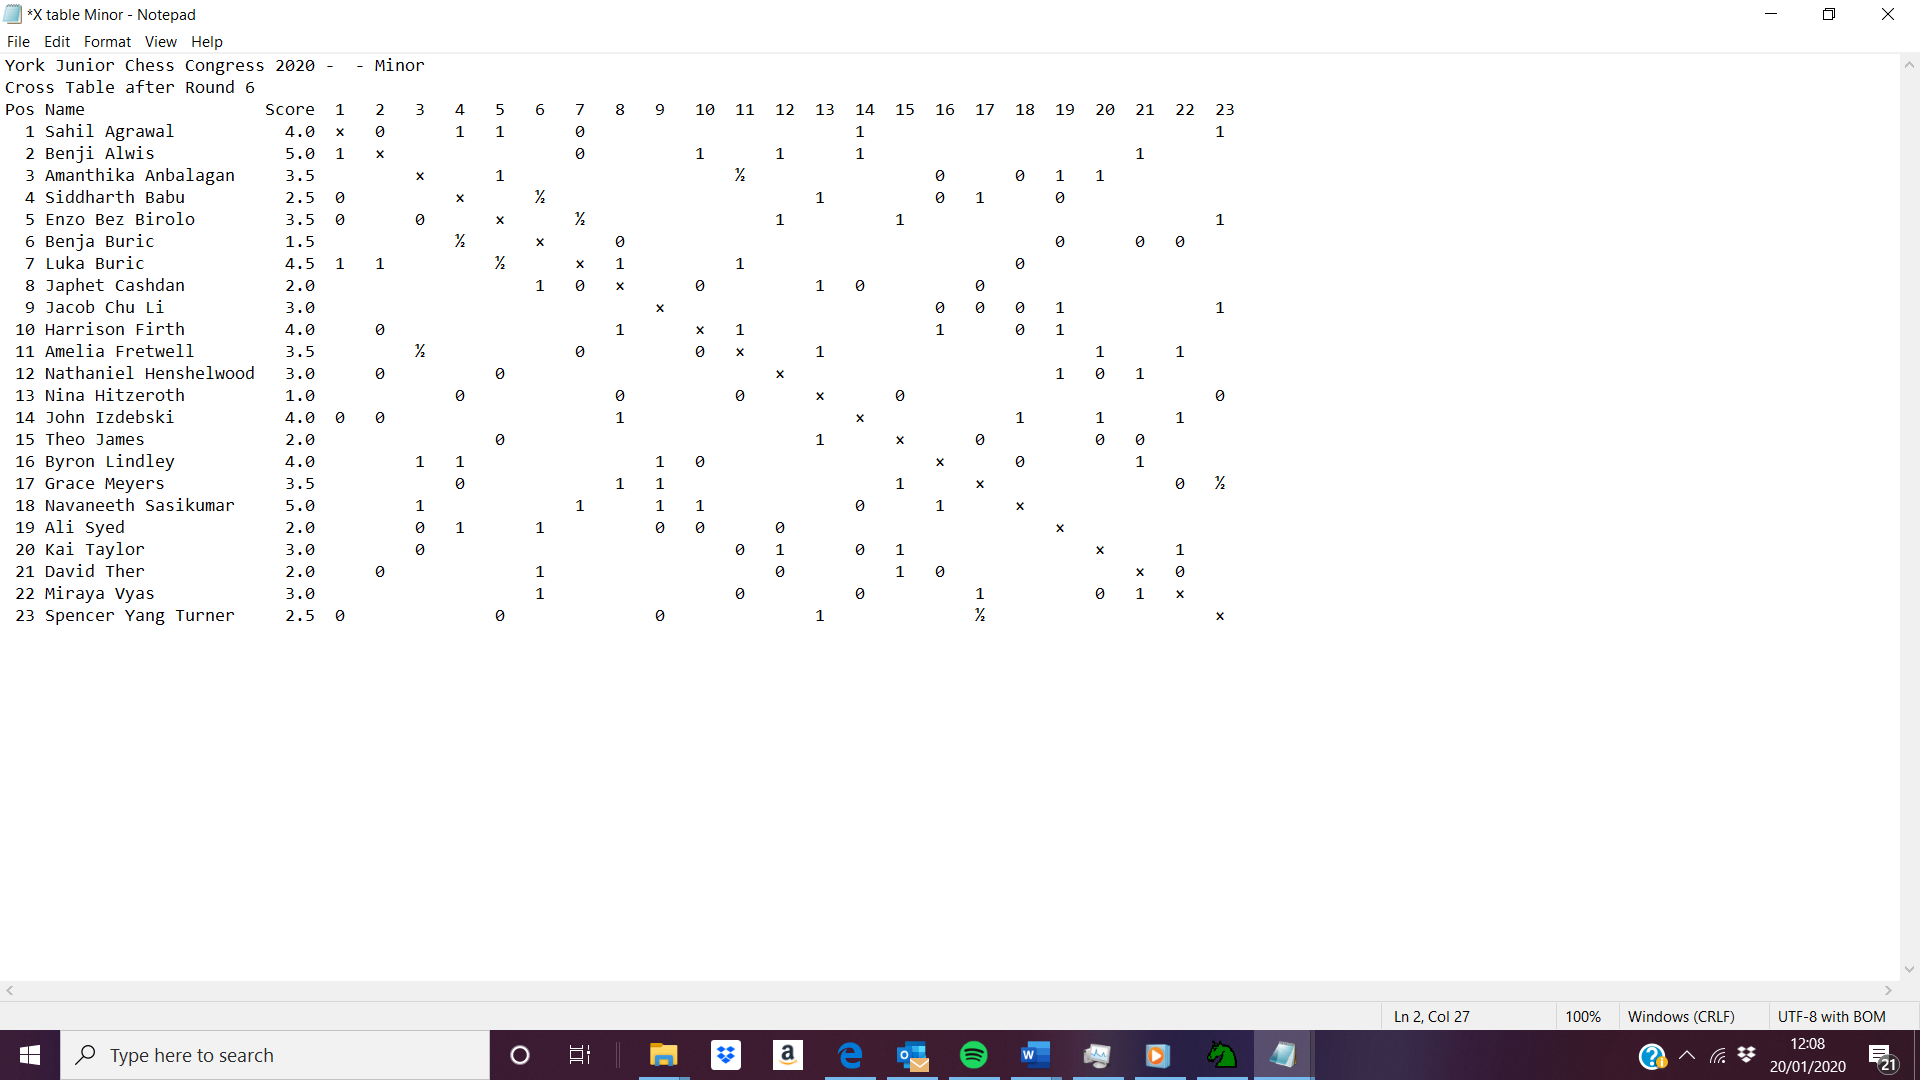 *X table Minor - Notepad
File Edit Format View Help
York Junior Chess Congress 2020 -  - Minor
Cross Table after Round 6
Pos Name Score 1 2 3 4 5 6 7 8 9 10 11 12 13 14 15 16 17 18 19 20 21 22 23
1 Sahil Agrawal 4.0 × 0 1 1 0 1 1
2 Benji Alwis 5.0 1 × 0 1 1 1 1
3 Amanthika Anbalagan 3.5 × 1 ½ 0 0 1 1
4 Siddharth Babu 2.5 0 × ½ 1 0 1 0
5 Enzo Bez Birolo 3.5 0 0 × ½ 1 1 1
6 Benja Buric 1.5 ½ × 0 0 0 0
7 Luka Buric 4.5 1 1 ½ × 1 1 0
8 Japhet Cashdan 2.0 1 0 × 0 1 0 0
9 Jacob Chu Li 3.0 × 0 0 0 1 1
10 Harrison Firth 4.0 0 1 × 1 1 0 1
11 Amelia Fretwell 3.5 ½ 0 0 × 1 1 1
12 Nathaniel Henshelwood 3.0 0 0 × 1 0 1
13 Nina Hitzeroth 1.0 0 0 0 × 0 0
14 John Izdebski 4.0 0 0 1 × 1 1 1
15 Theo James 2.0 0 1 × 0 0 0
16 Byron Lindley 4.0 1 1 1 0 × 0 1
17 Grace Meyers 3.5 0 1 1 1 × 0 ½
18 Navaneeth Sasikumar 5.0 1 1 1 1 0 1 ×
19 Ali Syed 2.0 0 1 1 0 0 0 ×
20 Kai Taylor 3.0 0 0 1 0 1 × 1
21 David Ther 2.0 0 1 0 1 0 × 0
22 Miraya Vyas 3.0 1 0 0 1 0 1 ×
23 Spencer Yang Turner 2.5 0 0 0 1 ½ ×
Ln 2, Col 27 100% Windows (CRLF) UTF-8 with BOM
Type here to search
12:08
20/01/2020
21